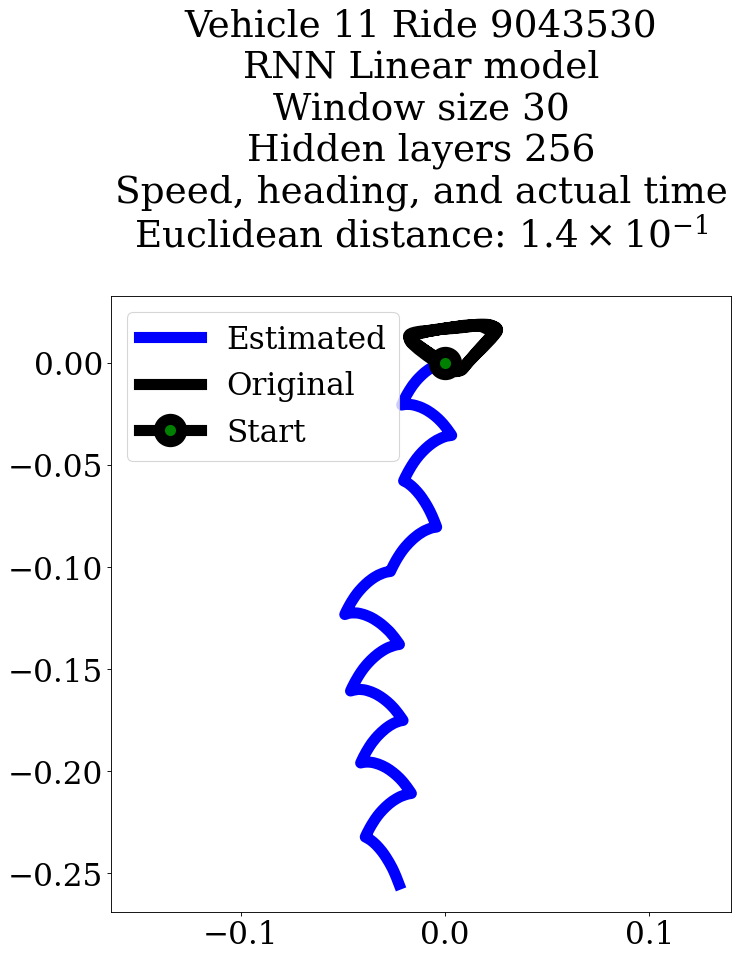 Vehicle 11 Ride 9043530
RNN Linear model
Window size 30
Hidden layers 256
Speed, heading, and actual time
Euclidean distance: 1.4 × 10⁻¹
Estimated
Original
Start
0.00
−0.05
−0.10
−0.15
−0.20
−0.25
−0.1 0.0 0.1